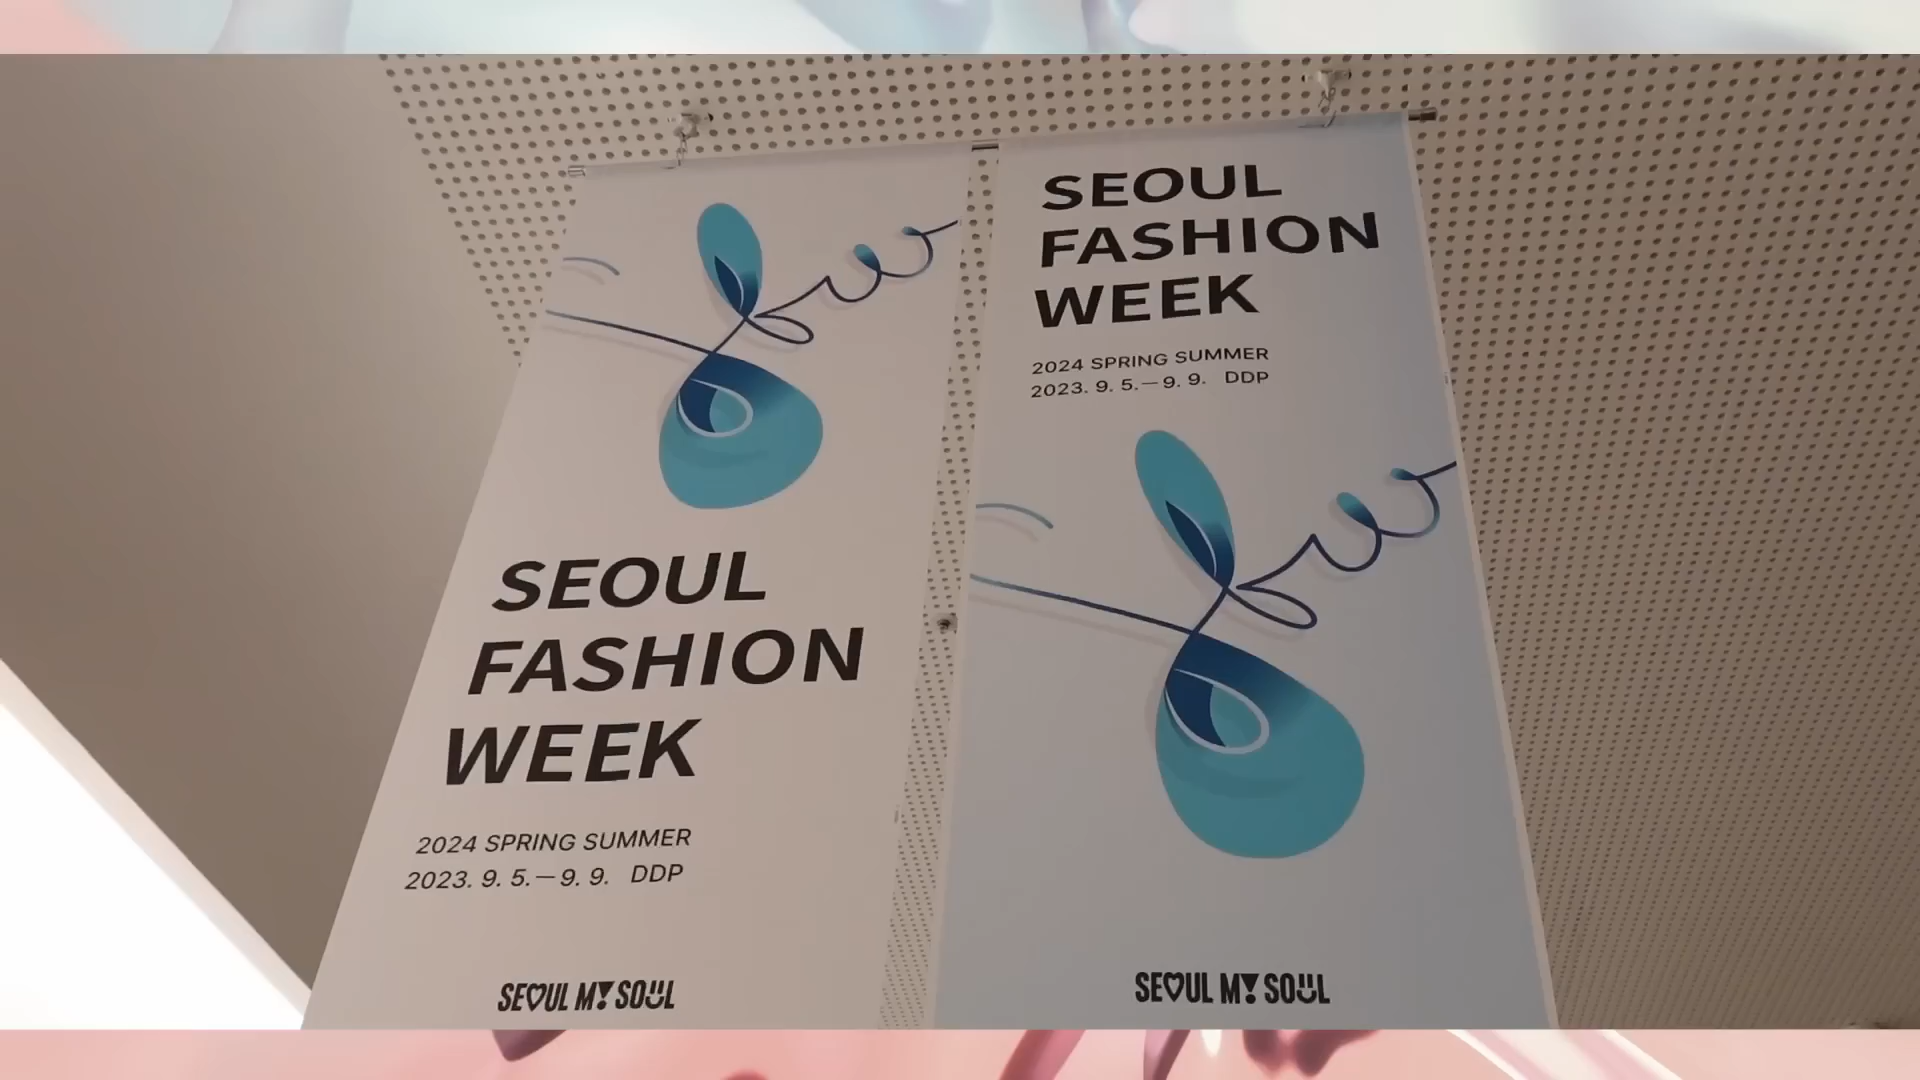 SEOUL
FASHION
WEEK
2024 SPRING SUMMER
2023. 9. 5.—9. 9. DDP
SEOUL MY SOUL
SEOUL
FASHION
WEEK
2024 SPRING SUMMER
2023. 9. 5.—9. 9. DDP
SEOUL MY SOUL